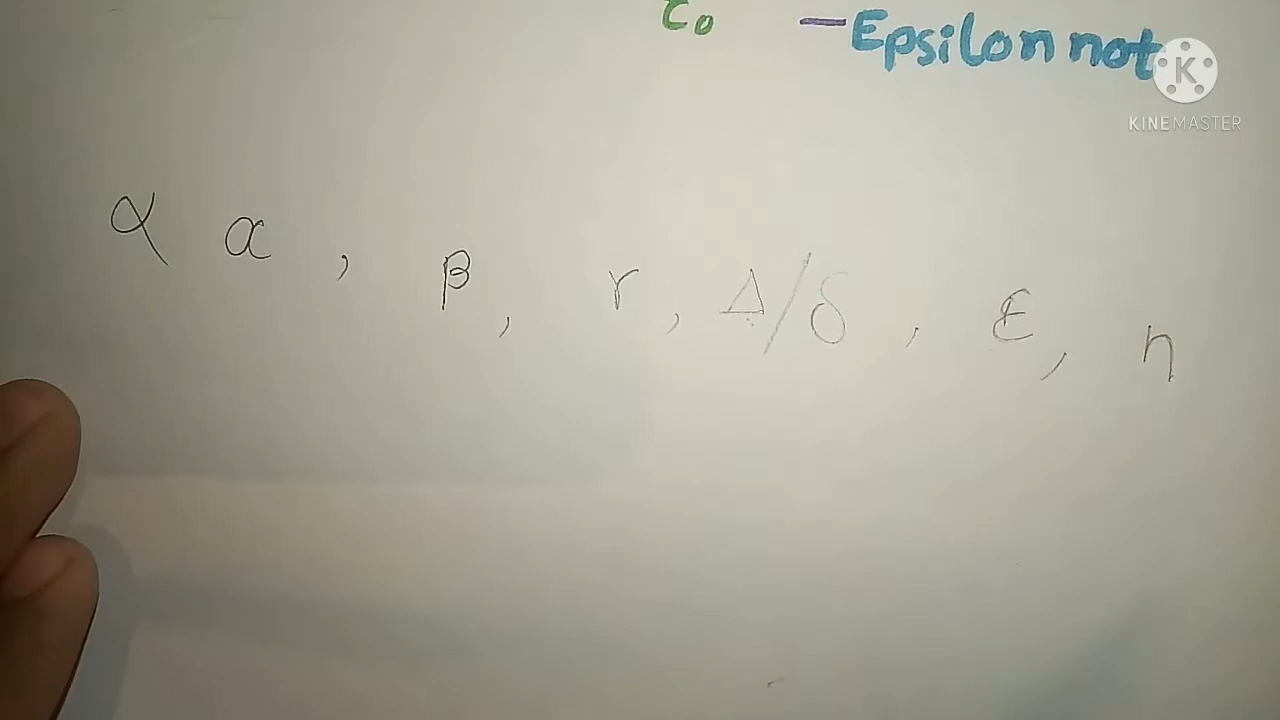 ε₀ — Epsilon not
KINEMASTER
α α , β , γ , Δ/δ , ε , η